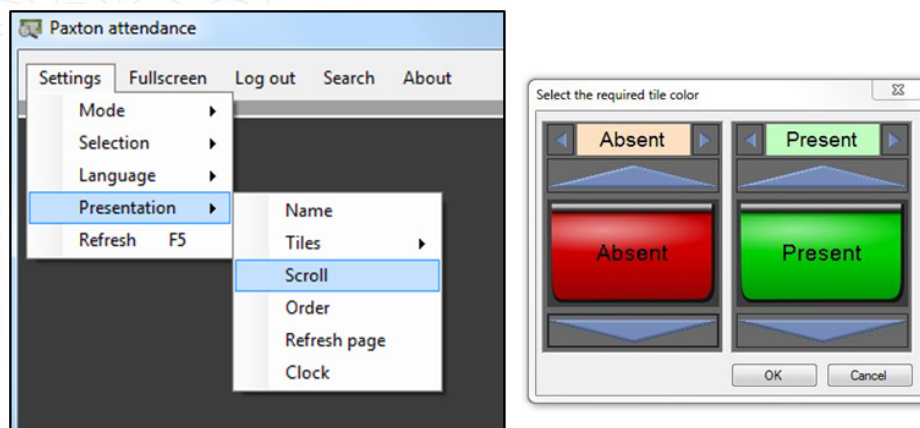 Paxton attendance
Settings Fullscreen Log out Search About
Mode
Selection
Language
Presentation
Refresh F5
Name
Tiles
Scroll
Order
Refresh page
Clock
Select the required tile color
Absent Present
Absent Present
OK Cancel